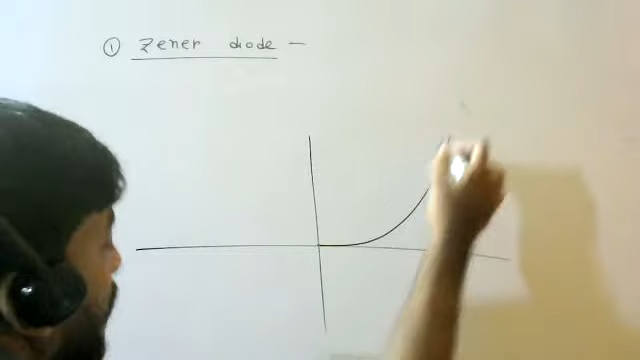 ① Zener diode –